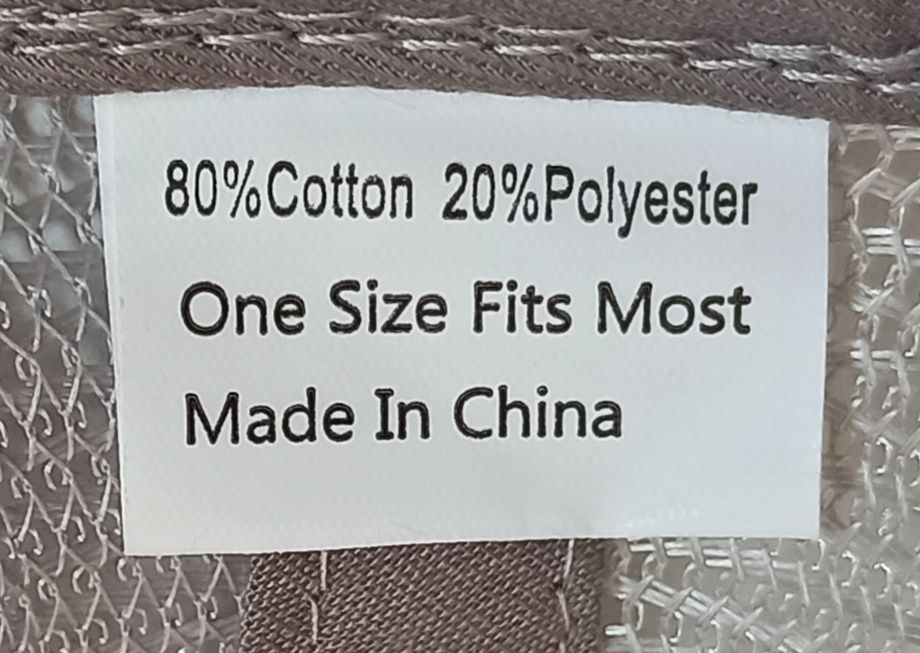 80%Cotton 20%Polyester
One Size Fits Most
Made In China